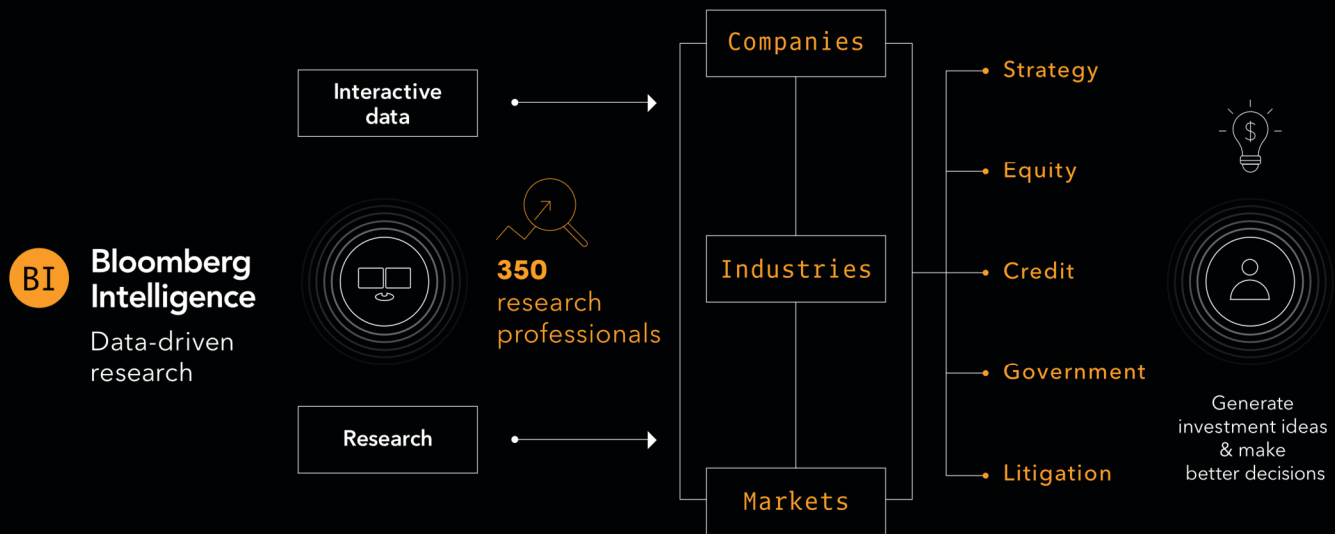 BI
Bloomberg
Intelligence
Data-driven
research
Interactive
data
350
research
professionals
Research
Companies
Industries
Markets
Strategy
Equity
Credit
Government
Litigation
$
Generate
investment ideas
& make
better decisions